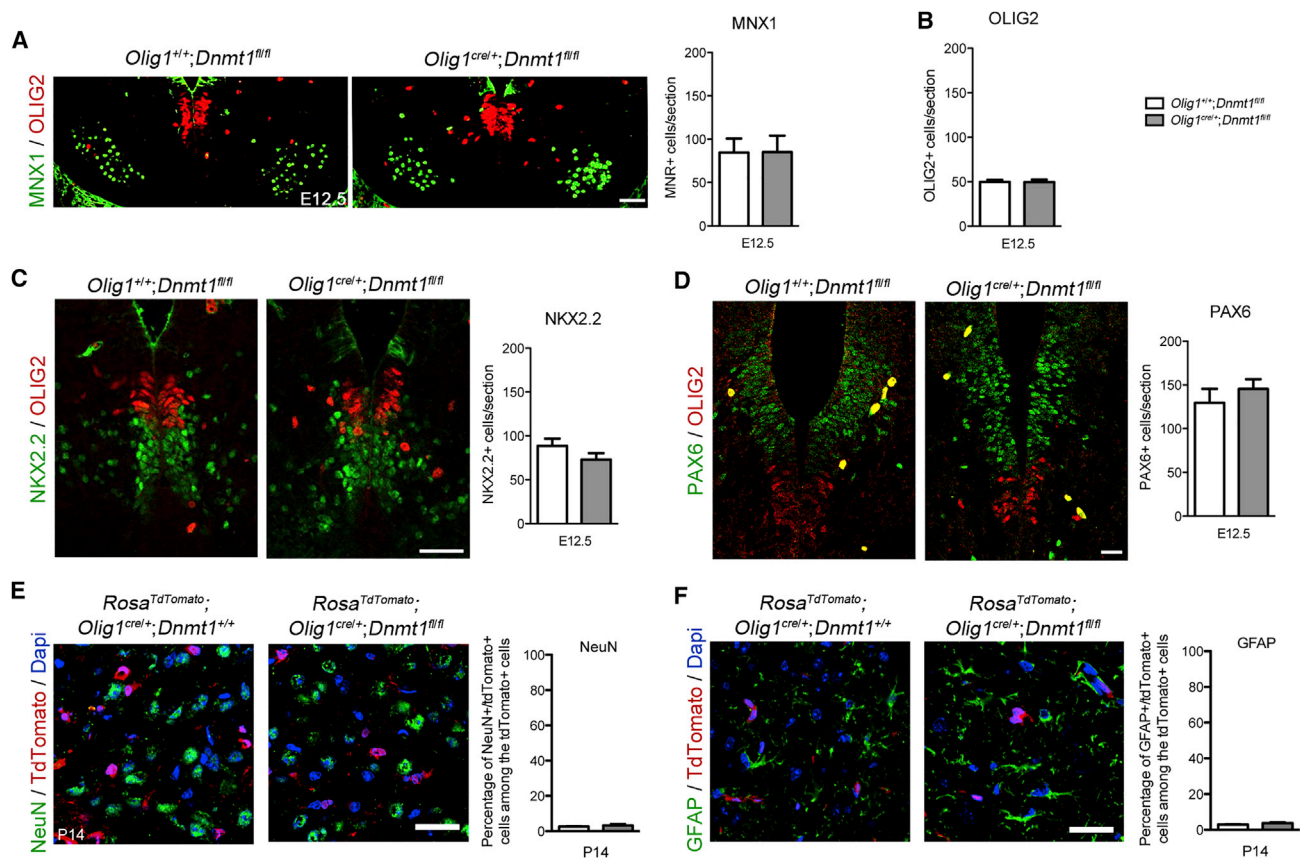 A
Olig1+/+;Dnmt1fl/fl
Olig1cre/+;Dnmt1fl/fl
MNX1 / OLIG2
E12.5
MNX1
MNR+ cells/section
200
150
100
50
0
E12.5
B
OLIG2
OLIG2+ cells/section
200
150
100
50
0
E12.5
Olig1+/+;Dnmt1fl/fl
Olig1cre/+;Dnmt1fl/fl
C
Olig1+/+;Dnmt1fl/fl
Olig1cre/+;Dnmt1fl/fl
NKX2.2 / OLIG2
NKX2.2
NKX2.2+ cells/section
200
150
100
50
0
E12.5
D
Olig1+/+;Dnmt1fl/fl
Olig1cre/+;Dnmt1fl/fl
PAX6 / OLIG2
PAX6
PAX6+ cells/section
200
150
100
50
0
E12.5
E
RosaTdTomato;
Olig1cre/+;Dnmt1+/+
RosaTdTomato;
Olig1cre/+;Dnmt1fl/fl
NeuN / TdTomato / Dapi
P14
NeuN
Percentage of NeuN+/tdTomato+
cells among the tdTomato+ cells
100
80
60
40
20
0
P14
F
RosaTdTomato;
Olig1cre/+;Dnmt1+/+
RosaTdTomato;
Olig1cre/+;Dnmt1fl/fl
GFAP / TdTomato / Dapi
GFAP
Percentage of GFAP+/tdTomato+
cells among the tdTomato+ cells
100
80
60
40
20
0
P14